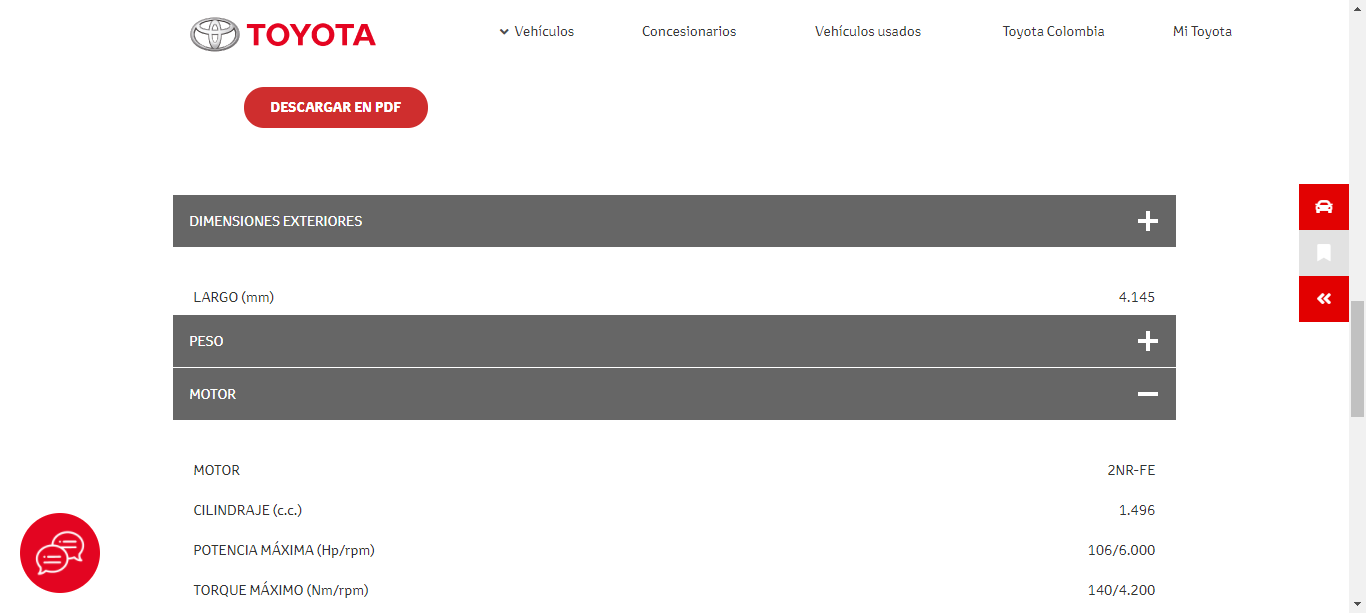 TOYOTA
Vehículos
Concesionarios
Vehículos usados
Toyota Colombia
Mi Toyota
DESCARGAR EN PDF
DIMENSIONES EXTERIORES
LARGO (mm) 4.145
PESO
MOTOR
MOTOR 2NR-FE
CILINDRAJE (c.c.) 1.496
POTENCIA MÁXIMA (Hp/rpm) 106/6.000
TORQUE MÁXIMO (Nm/rpm) 140/4.200